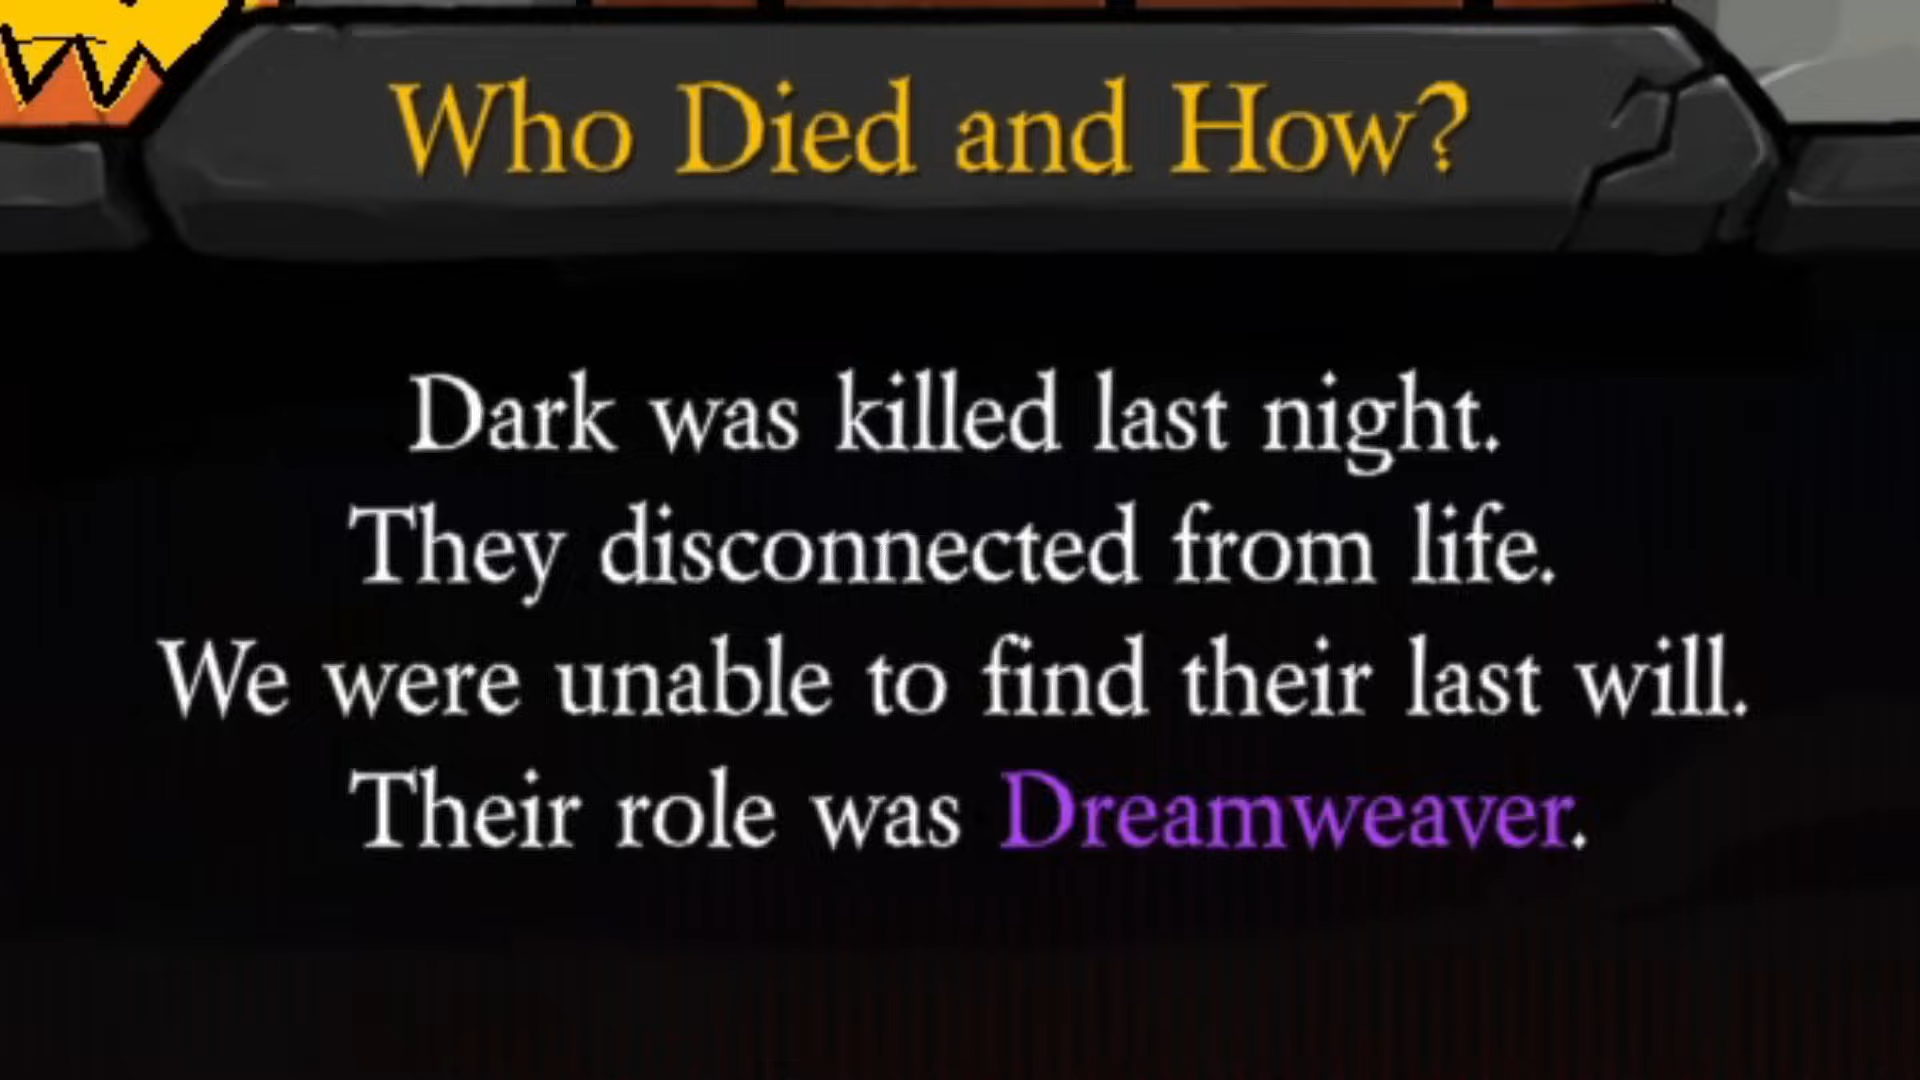 Who Died and How?
Dark was killed last night.
They disconnected from life.
We were unable to find their last will.
Their role was Dreamweaver.